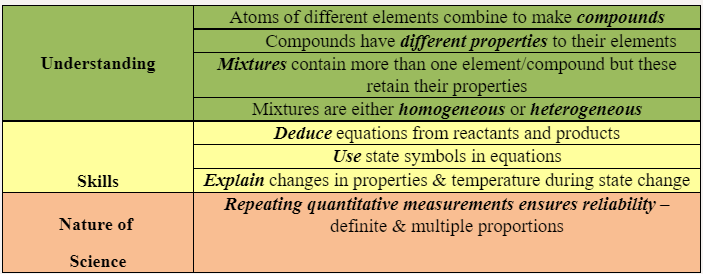 Understanding
Atoms of different elements combine to make compounds
Compounds have different properties to their elements
Mixtures contain more than one element/compound but these
retain their properties
Mixtures are either homogeneous or heterogeneous
Skills
Deduce equations from reactants and products
Use state symbols in equations
Explain changes in properties & temperature during state change
Nature of
Science
Repeating quantitative measurements ensures reliability –
definite & multiple proportions